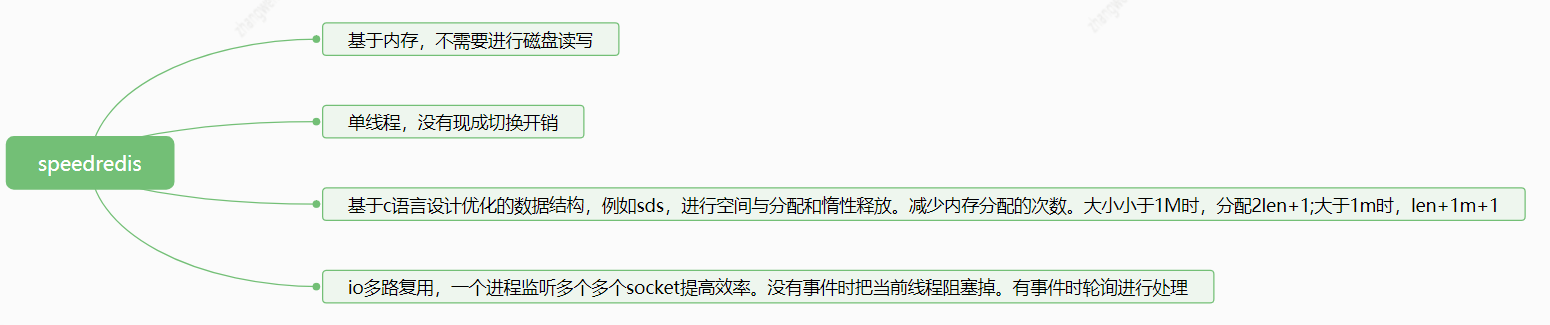 基于内存，不需要进行磁盘读写
单线程，没有现成切换开销
speedredis
基于c语言设计优化的数据结构，例如sds，进行空间与分配和惰性释放。减少内存分配的次数。大小小于1M时，分配2len+1;大于1m时，len+1m+1
io多路复用，一个进程监听多个多个socket提高效率。没有事件时把当前线程阻塞掉。有事件时轮询进行处理